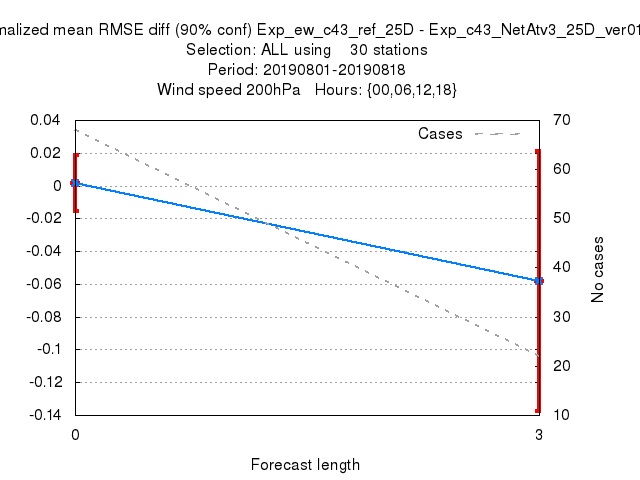 malized mean RMSE diff (90% conf) Exp_ew_c43_ref_25D - Exp_c43_NetAtv3_25D_ver01
Selection: ALL using    30 stations
Period: 20190801-20190818
Wind speed 200hPa   Hours: {00,06,12,18}
Cases
0.04
0.02
0
-0.02
-0.04
-0.06
-0.08
-0.1
-0.12
-0.14
70
60
50
40
30
20
10
No cases
0
3
Forecast length